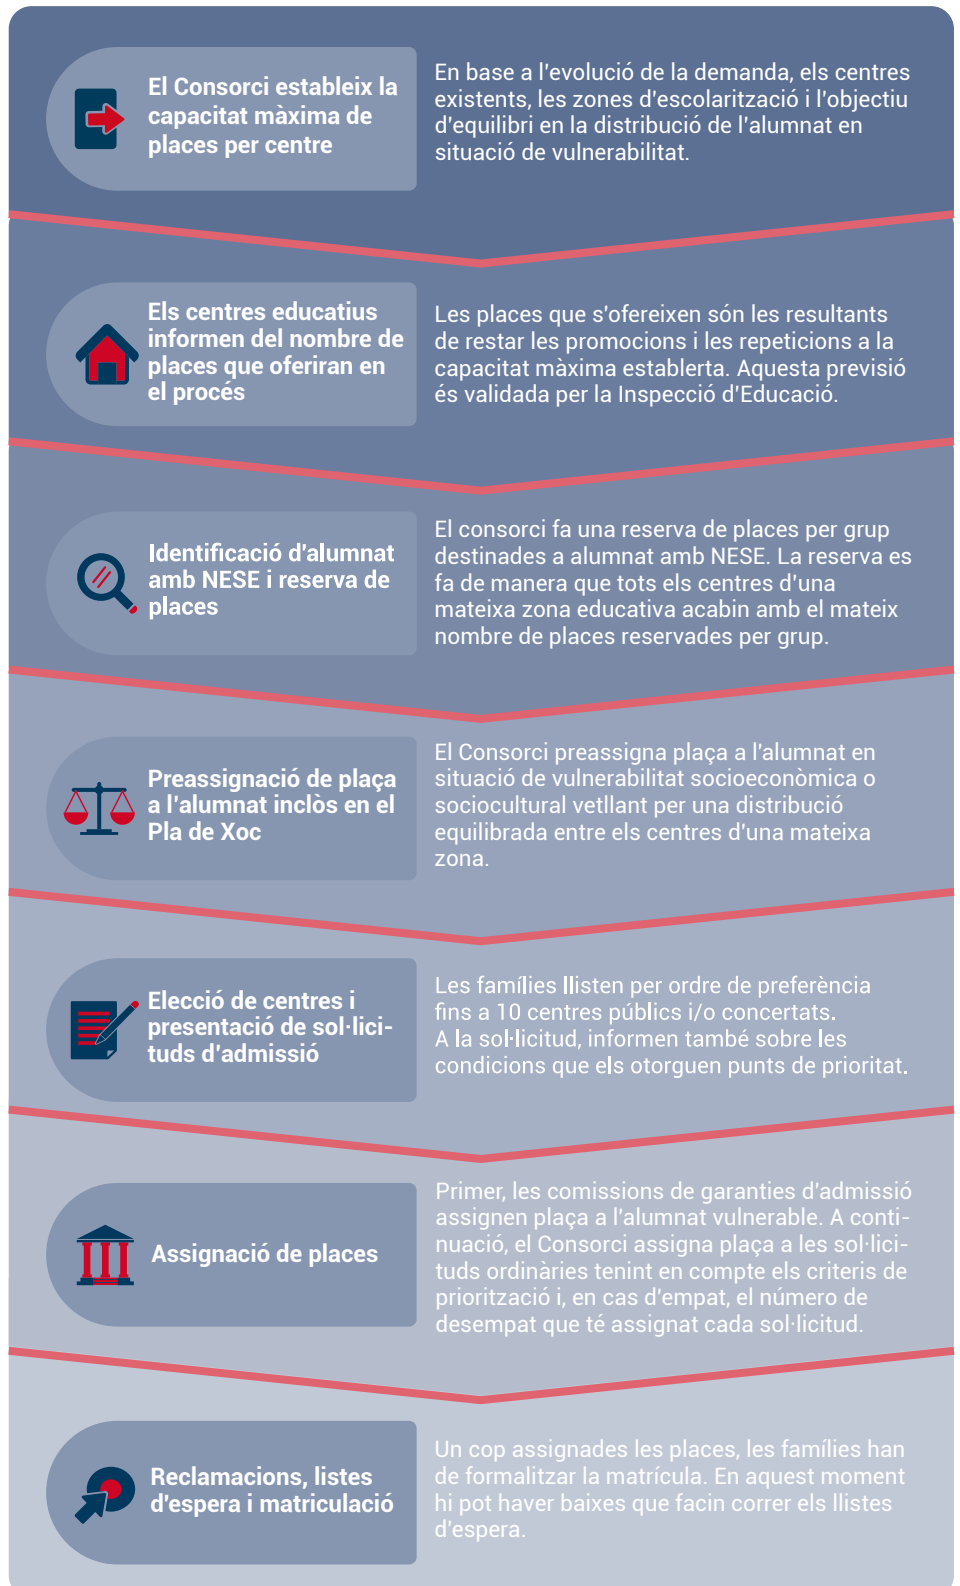 El Consorci estableix la
capacitat màxima de
places per centre
En base a l'evolució de la demanda, els centres
existents, les zones d'escolarització i l'objectiu
d'equilibri en la distribució de l'alumnat en
situació de vulnerabilitat.
Els centres educatius
informen del nombre de
places que oferiran en
el procés
Les places que s'ofereixen són les resultants
de restar les promocions i les repeticions a la
capacitat màxima establerta. Aquesta previsió
és validada per la Inspecció d'Educació.
Identificació d'alumnat
amb NESE i reserva de
places
El consorci fa una reserva de places per grup
destinades a alumnat amb NESE. La reserva es
fa de manera que tots els centres d'una
mateixa zona educativa acabin amb el mateix
nombre de places reservades per grup.
Preassignació de plaça
a l'alumnat inclòs en el
Pla de Xoc
El Consorci preassigna plaça a l'alumnat en
situació de vulnerabilitat socioeconòmica o
sociocultural vetllant per una distribució
equilibrada entre els centres d'una mateixa
zona.
Elecció de centres i
presentació de sol·lici-
tuds d'admissió
Les famílies llisten per ordre de preferència
fins a 10 centres públics i/o concertats.
A la sol·licitud, informen també sobre les
condicions que els otorguen punts de prioritat.
Assignació de places
Primer, les comissions de garanties d'admissió
assignen plaça a l'alumnat vulnerable. A conti-
nuació, el Consorci assigna plaça a les sol·lici-
tuds ordinàries tenint en compte els criteris de
priorització i, en cas d'empat, el número de
desempat que té assignat cada sol·licitud.
Reclamacions, listes
d'espera i matriculació
Un cop assignades les places, les famílies han
de formalitzar la matrícula. En aquest moment
hi pot haver baixes que facin correr els llistes
d'espera.